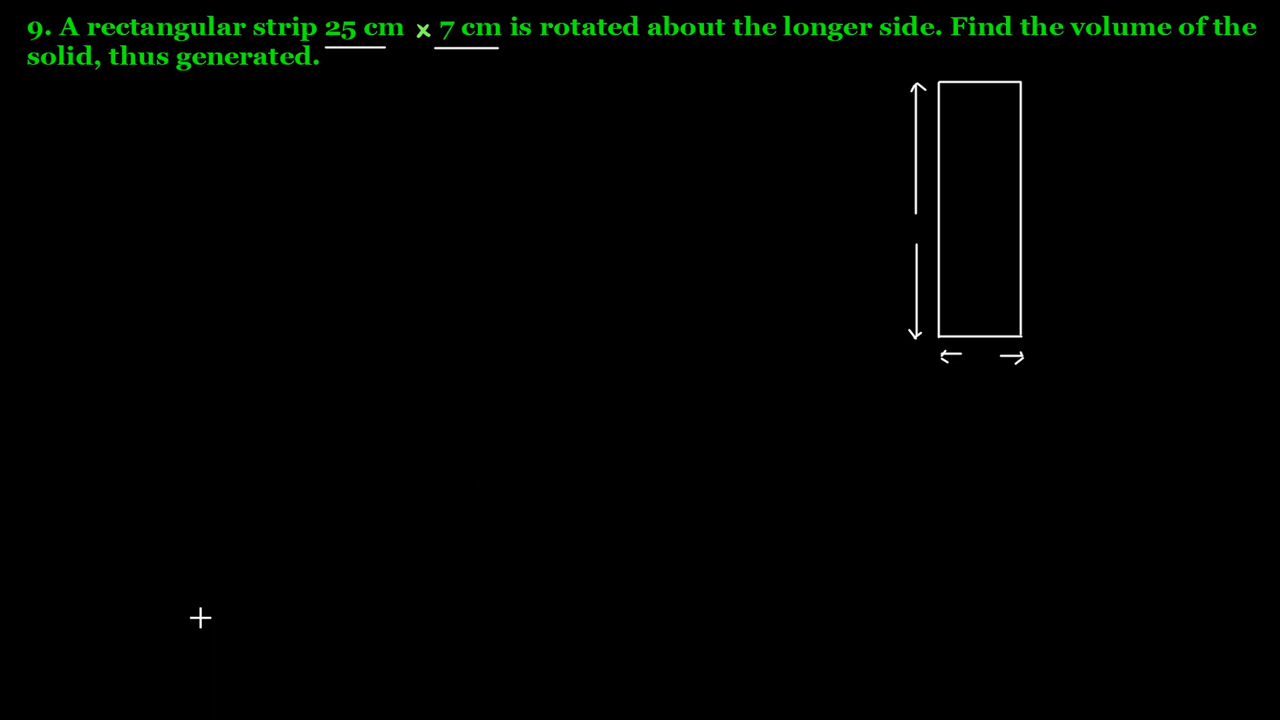 9. A rectangular strip 25 cm × 7 cm is rotated about the longer side. Find the volume of the
solid, thus generated.